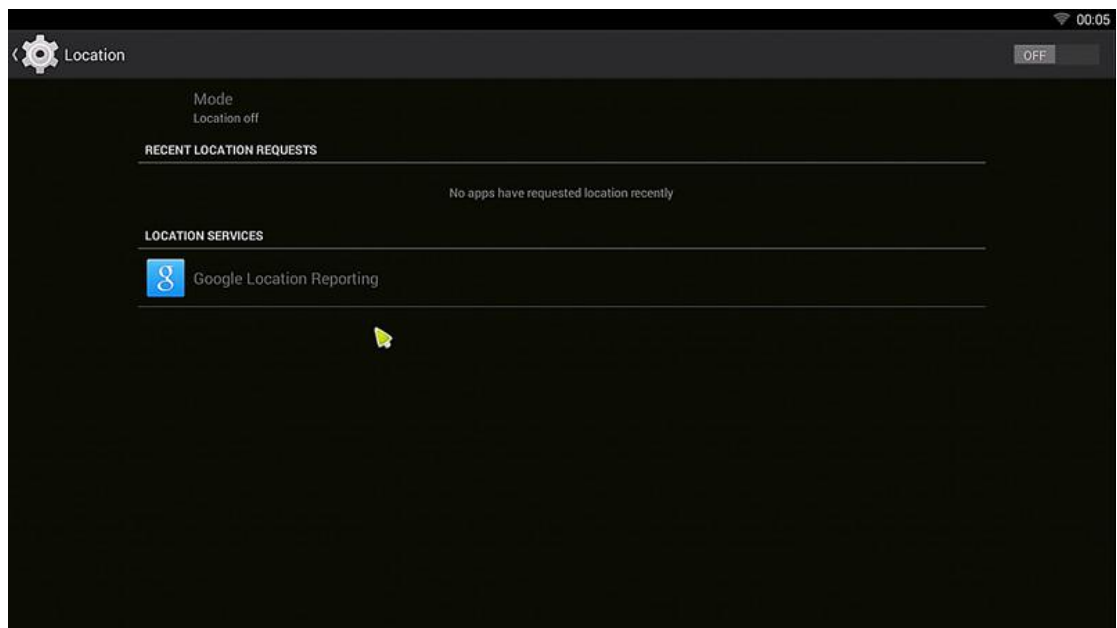 00:05
Location
OFF
Mode
Location off
RECENT LOCATION REQUESTS
No apps have requested location recently
LOCATION SERVICES
g
Google Location Reporting